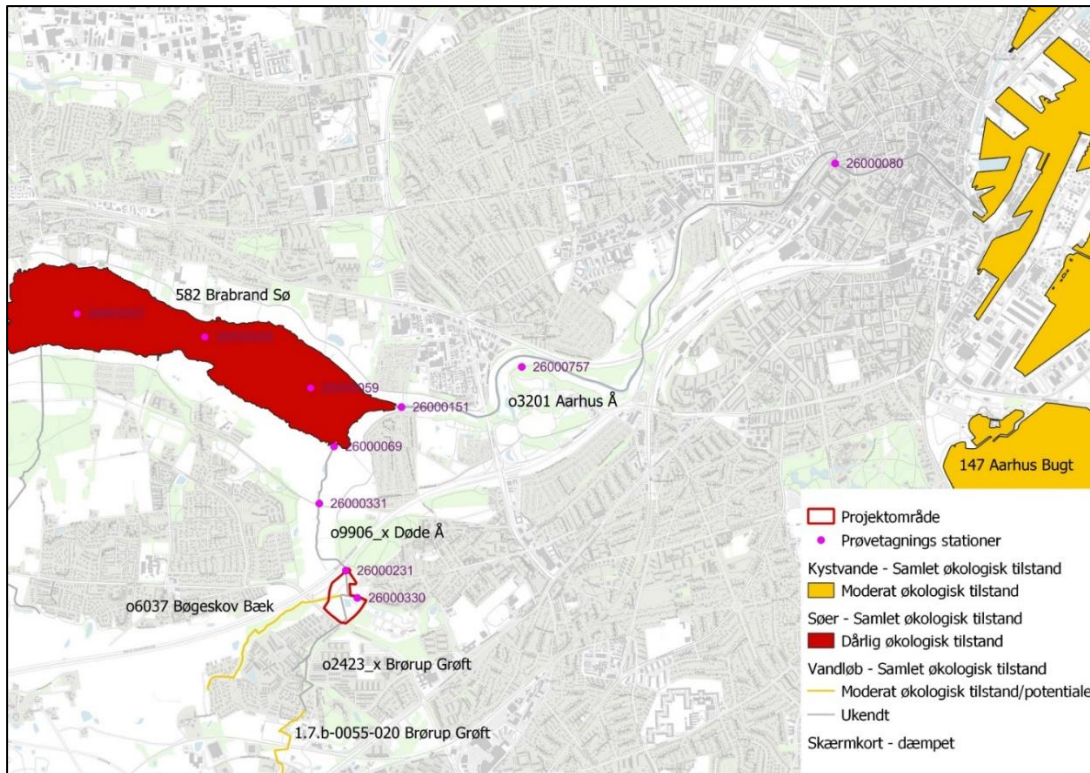 26000080
582 Brabrand Sø
26000757
o3201 Aarhus Å
26000151
26000069
147 Aarhus Bugt
26000331
o9906_x Døde Å
26000231
o6037 Bøgeskov Bæk
26000330
o2423_x Brørup Grøft
1.7.b-0055-020 Brørup Grøft
Projektområde
Prøvetagnings stationer
Kystvande - Samlet økologisk tilstand
Moderat økologisk tilstand
Søer - Samlet økologisk tilstand
Dårlig økologisk tilstand
Vandløb - Samlet økologisk tilstand
Moderat økologisk tilstand/potentiale
Ukendt
Skærmkort - dæmpet